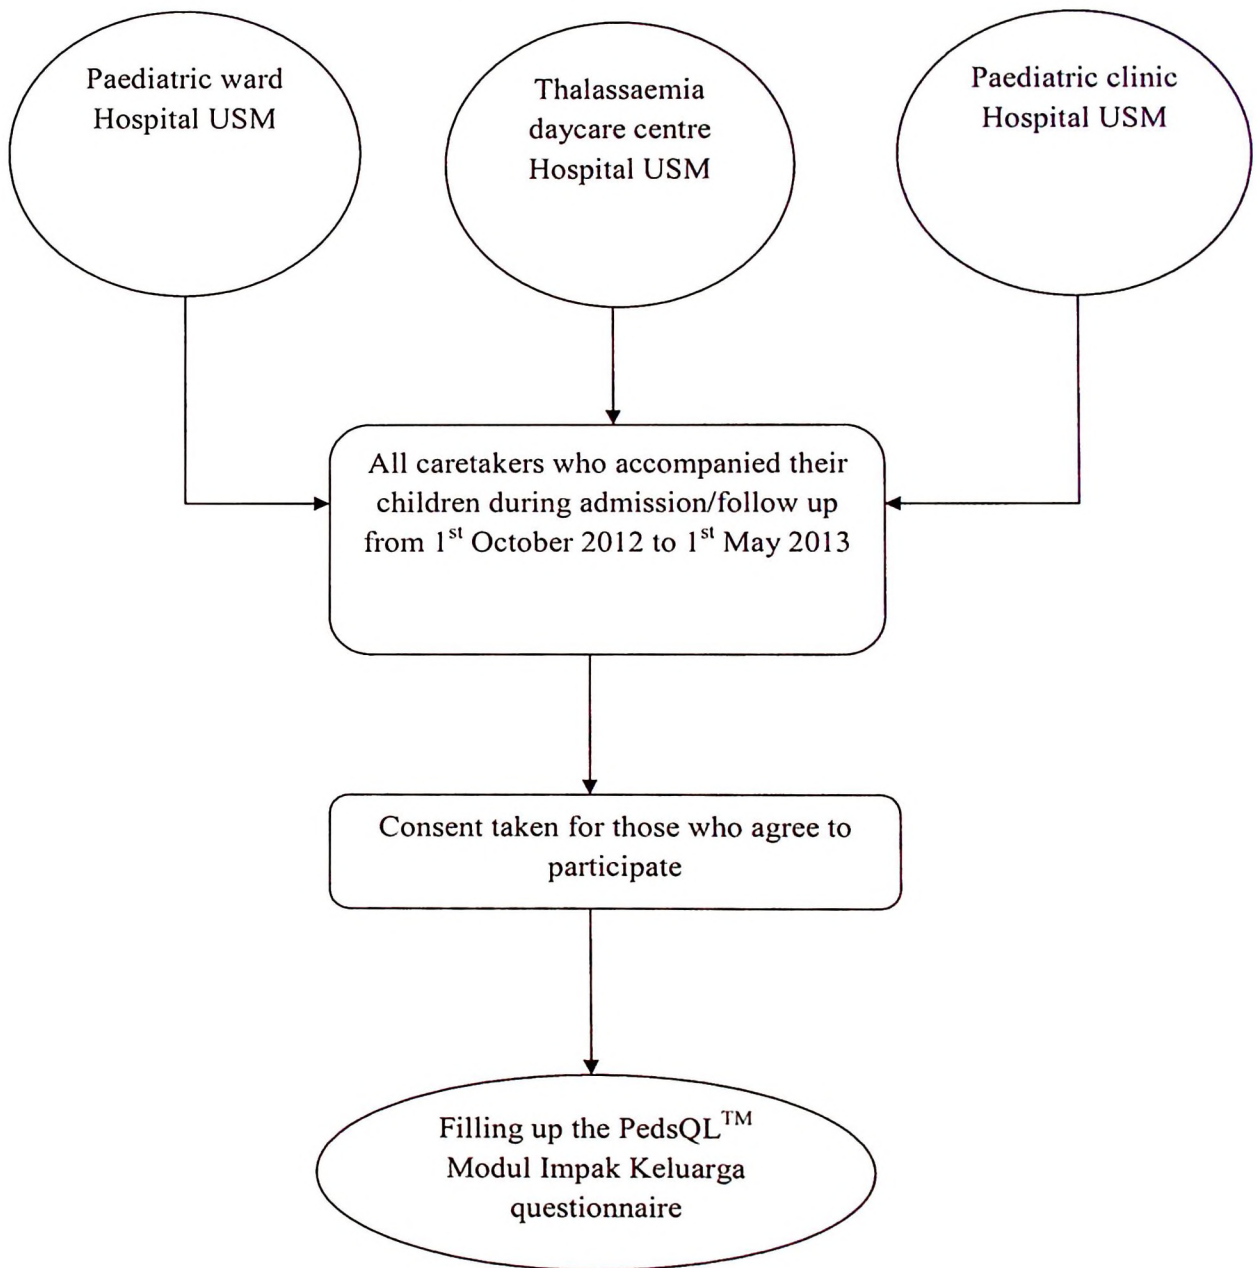 Paediatric ward
Hospital USM
Thalassaemia
daycare centre
Hospital USM
Paediatric clinic
Hospital USM
All caretakers who accompanied their
children during admission/follow up
from 1st October 2012 to 1st May 2013
Consent taken for those who agree to
participate
Filling up the PedsQL™
Modul Impak Keluarga
questionnaire